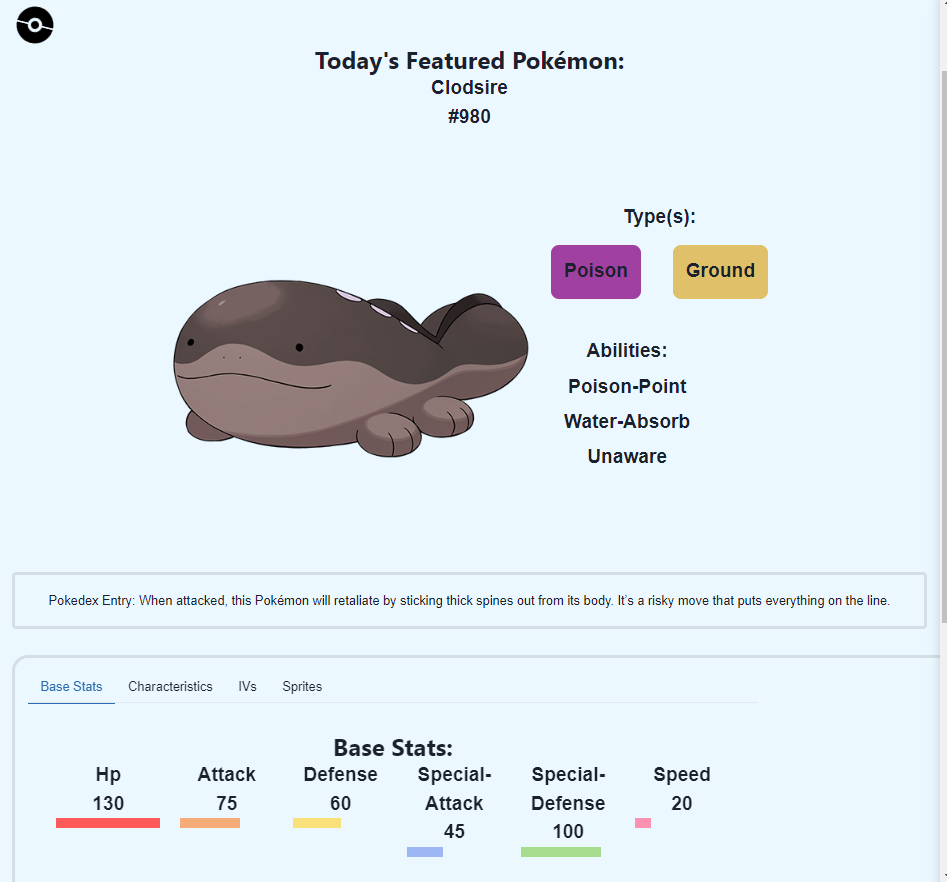 Today's Featured Pokémon:
Clodsire
#980
Type(s):
Poison Ground
Abilities:
Poison-Point
Water-Absorb
Unaware
Pokedex Entry: When attacked, this Pokémon will retaliate by sticking thick spines out from its body. It's a risky move that puts everything on the line.
Base Stats Characteristics IVs Sprites
Base Stats:
Hp
130
Attack
75
Defense
60
Special-
Attack
45
Special-
Defense
100
Speed
20